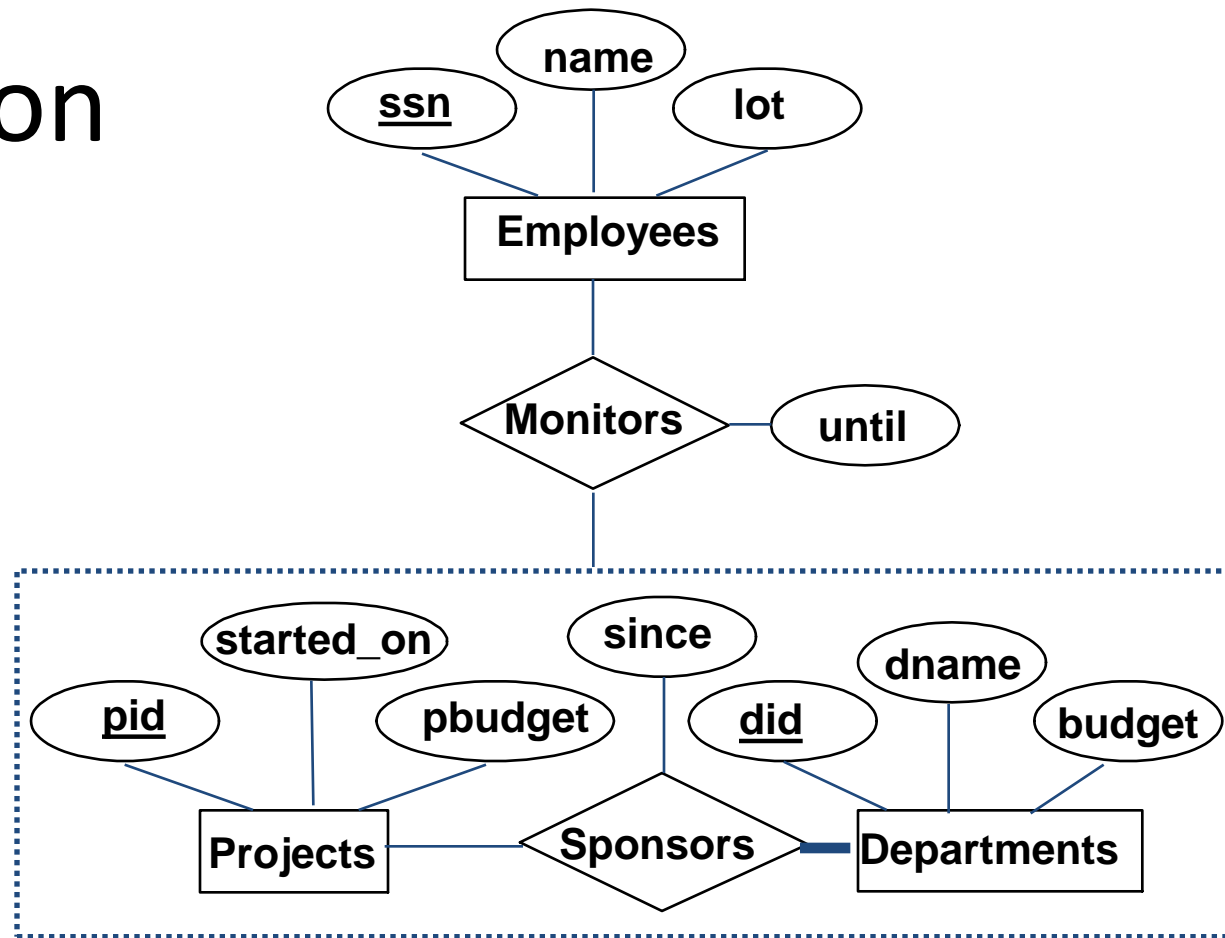 on
name
ssn
lot
Employees
Monitors
until
started_on
since
dname
pid
pbudget
did
budget
Projects
Sponsors
Departments